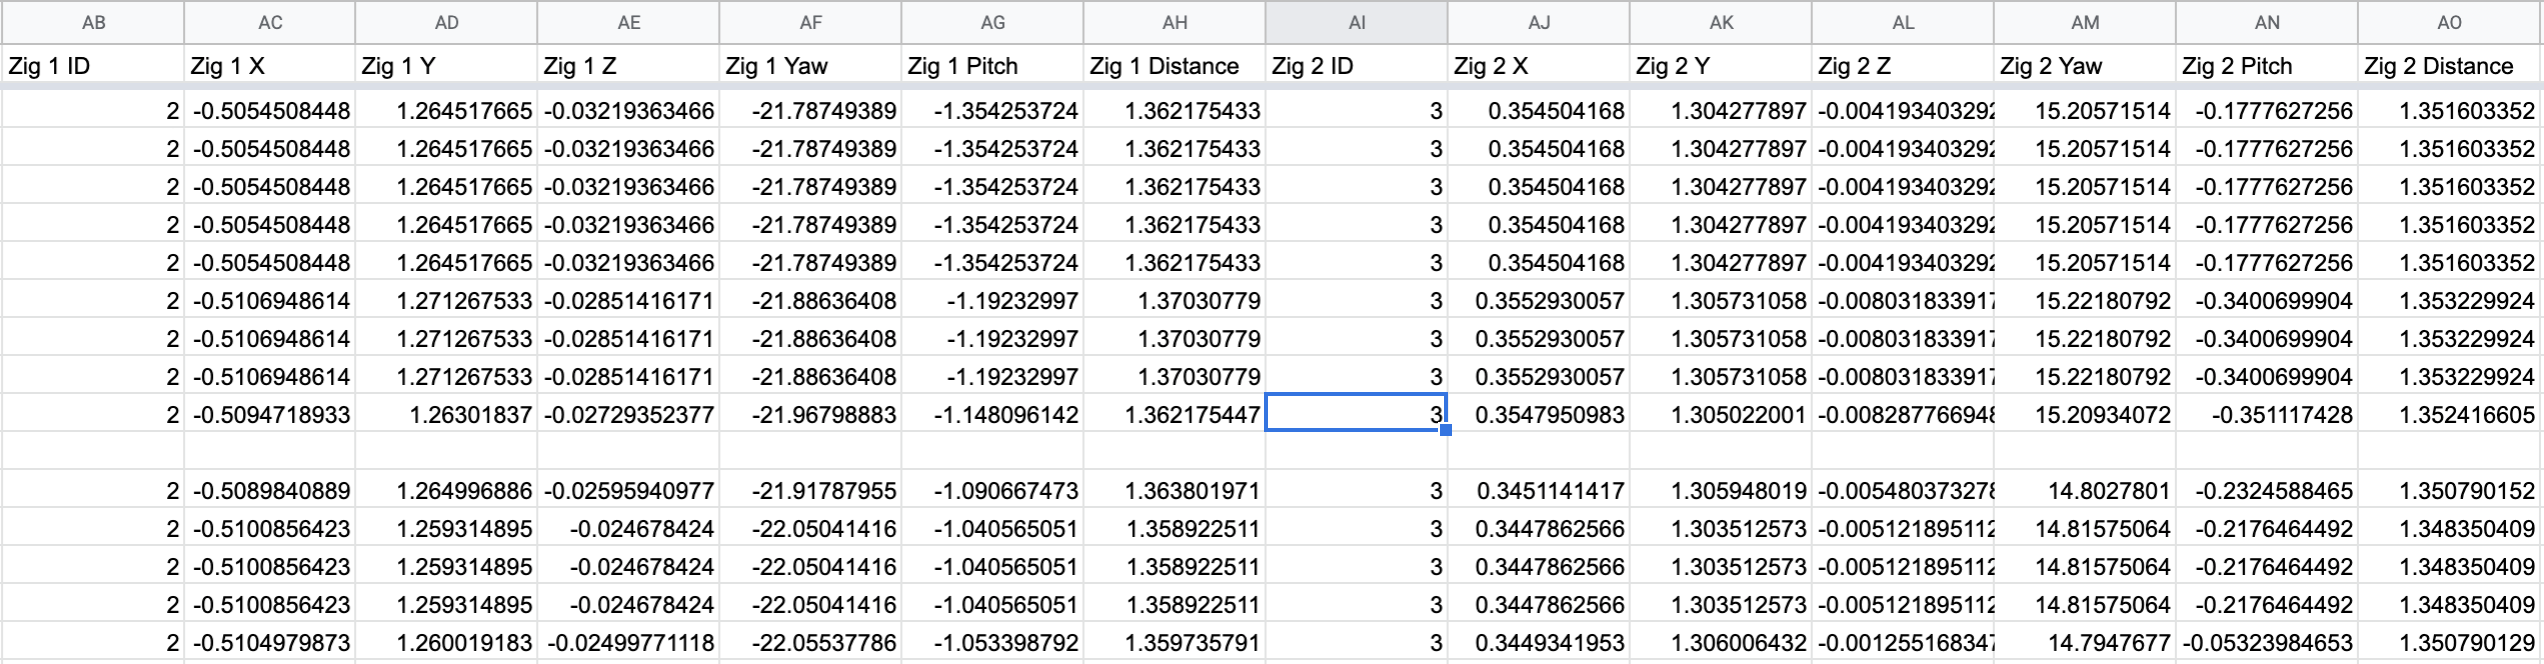 AB AC AD AE AF AG AH AI AJ AK AL AM AN AO
Zig 1 ID Zig 1 X Zig 1 Y Zig 1 Z Zig 1 Yaw Zig 1 Pitch Zig 1 Distance Zig 2 ID Zig 2 X Zig 2 Y Zig 2 Z Zig 2 Yaw Zig 2 Pitch Zig 2 Distance
2 -0.5054508448 1.264517665 -0.03219363466 -21.78749389 -1.354253724 1.362175433 3 0.354504168 1.304277897 -0.004193403292 15.20571514 -0.1777627256 1.351603352
2 -0.5054508448 1.264517665 -0.03219363466 -21.78749389 -1.354253724 1.362175433 3 0.354504168 1.304277897 -0.004193403292 15.20571514 -0.1777627256 1.351603352
2 -0.5054508448 1.264517665 -0.03219363466 -21.78749389 -1.354253724 1.362175433 3 0.354504168 1.304277897 -0.004193403292 15.20571514 -0.1777627256 1.351603352
2 -0.5054508448 1.264517665 -0.03219363466 -21.78749389 -1.354253724 1.362175433 3 0.354504168 1.304277897 -0.004193403292 15.20571514 -0.1777627256 1.351603352
2 -0.5054508448 1.264517665 -0.03219363466 -21.78749389 -1.354253724 1.362175433 3 0.354504168 1.304277897 -0.004193403292 15.20571514 -0.1777627256 1.351603352
2 -0.5106948614 1.271267533 -0.02851416171 -21.88636408 -1.19232997 1.37030779 3 0.3552930057 1.305731058 -0.008031833917 15.22180792 -0.3400699904 1.353229924
2 -0.5106948614 1.271267533 -0.02851416171 -21.88636408 -1.19232997 1.37030779 3 0.3552930057 1.305731058 -0.008031833917 15.22180792 -0.3400699904 1.353229924
2 -0.5106948614 1.271267533 -0.02851416171 -21.88636408 -1.19232997 1.37030779 3 0.3552930057 1.305731058 -0.008031833917 15.22180792 -0.3400699904 1.353229924
2 -0.5094718933 1.26301837 -0.02729352377 -21.96798883 -1.148096142 1.362175447 3 0.3547950983 1.305022001 -0.008287766948 15.20934072 -0.351117428 1.352416605
2 -0.5089840889 1.264996886 -0.02595940977 -21.91787955 -1.090667473 1.363801971 3 0.3451141417 1.305948019 -0.005480373278 14.8027801 -0.2324588465 1.350790152
2 -0.5100856423 1.259314895 -0.024678424 -22.05041416 -1.040565051 1.358922511 3 0.3447862566 1.303512573 -0.005121895112 14.81575064 -0.2176464492 1.348350409
2 -0.5100856423 1.259314895 -0.024678424 -22.05041416 -1.040565051 1.358922511 3 0.3447862566 1.303512573 -0.005121895112 14.81575064 -0.2176464492 1.348350409
2 -0.5100856423 1.259314895 -0.024678424 -22.05041416 -1.040565051 1.358922511 3 0.3447862566 1.303512573 -0.005121895112 14.81575064 -0.2176464492 1.348350409
2 -0.5104979873 1.260019183 -0.02499771118 -22.05537786 -1.053398792 1.359735791 3 0.3449341953 1.306006432 -0.001255168347 14.7947677 -0.05323984653 1.350790129